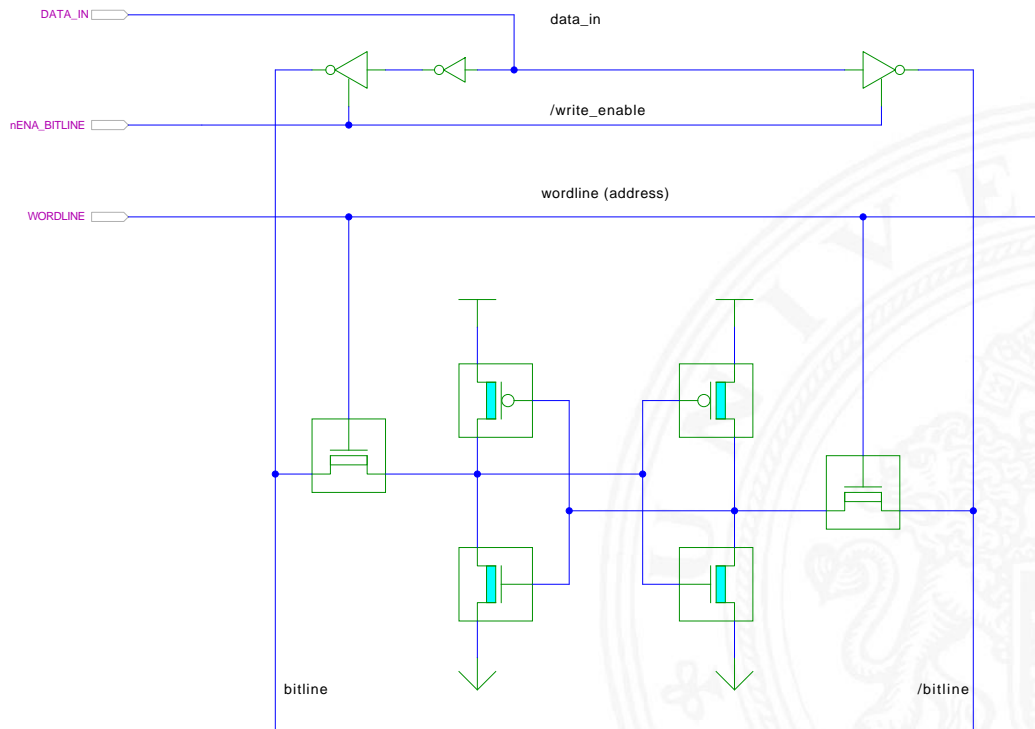 DATA_IN
data_in
nENA_BITLINE
/write_enable
WORDLINE
wordline (address)
bitline
/bitline